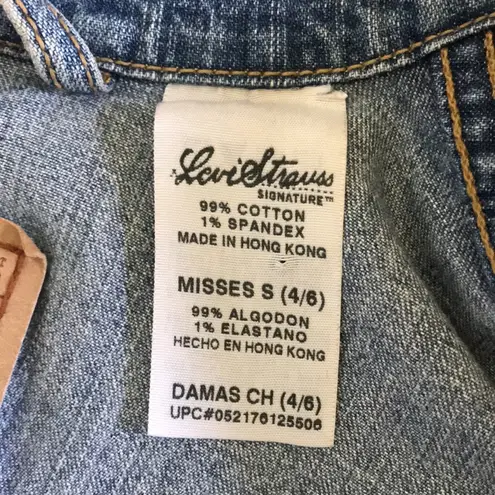 Levi Strauss
SIGNATURE™
99% COTTON
1% SPANDEX
MADE IN HONG KONG
MISSES S (4/6)
99% ALGODON
1% ELASTANO
HECHO EN HONG KONG
DAMAS CH (4/6)
UPC#052176125506